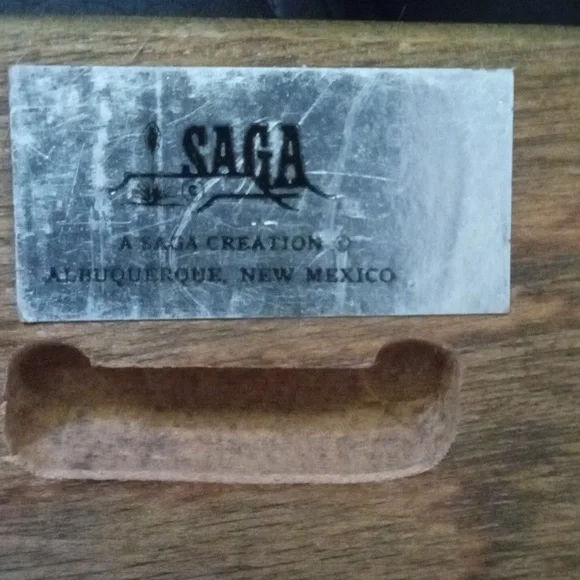 SAGA
A SAGA CREATION ©
ALBUQUERQUE, NEW MEXICO